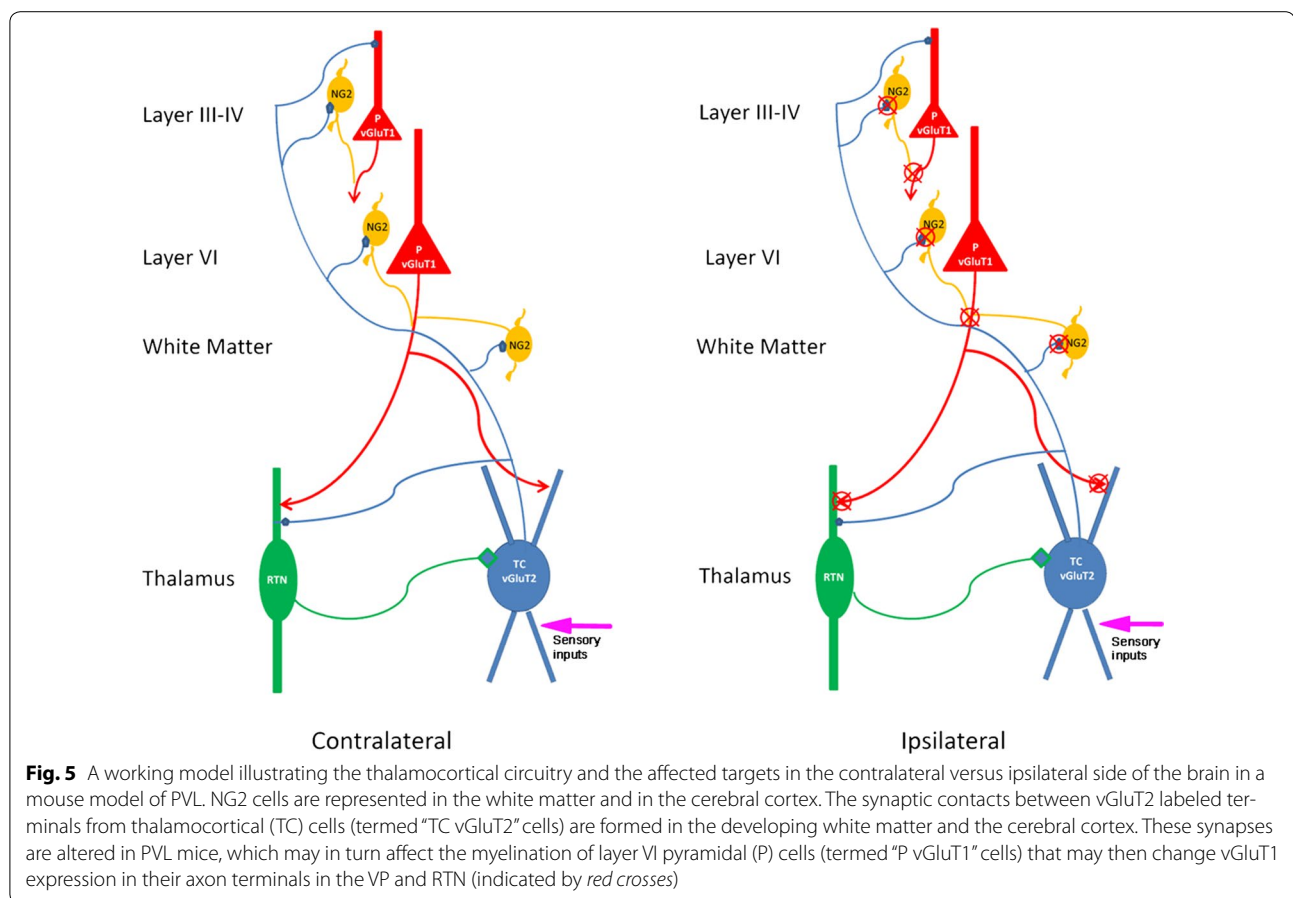 Layer III-IV
NG2
P
vGluT1
Layer VI
NG2
P
vGluT1
White Matter
NG2
Thalamus
RTN
TC
vGluT2
Sensory
inputs
Contralateral
Layer III-IV
NG2
P
vGluT1
Layer VI
NG2
P
vGluT1
White Matter
NG2
Thalamus
RTN
TC
vGluT2
Sensory
inputs
Ipsilateral
Fig. 5 A working model illustrating the thalamocortical circuitry and the affected targets in the contralateral versus ipsilateral side of the brain in a
mouse model of PVL. NG2 cells are represented in the white matter and in the cerebral cortex. The synaptic contacts between vGluT2 labeled ter-
minals from thalamocortical (TC) cells (termed “TC vGluT2” cells) are formed in the developing white matter and the cerebral cortex. These synapses
are altered in PVL mice, which may in turn affect the myelination of layer VI pyramidal (P) cells (termed “P vGluT1” cells) that may then change vGluT1
expression in their axon terminals in the VP and RTN (indicated by red crosses)